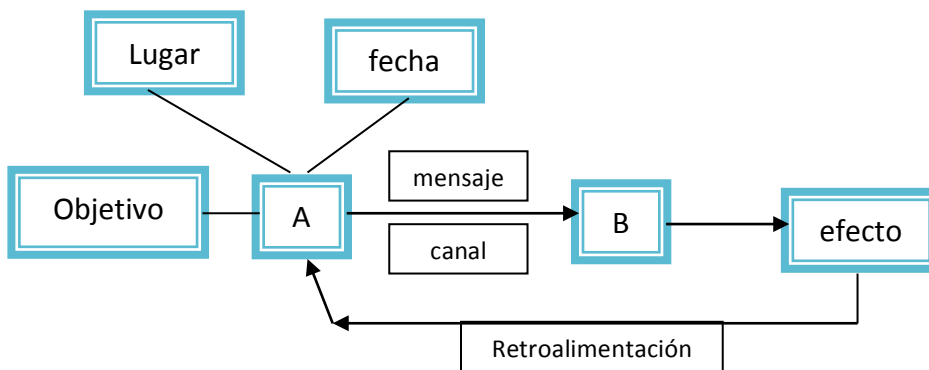 Lugar
fecha
Objetivo
A
mensaje
canal
B
efecto
Retroalimentación